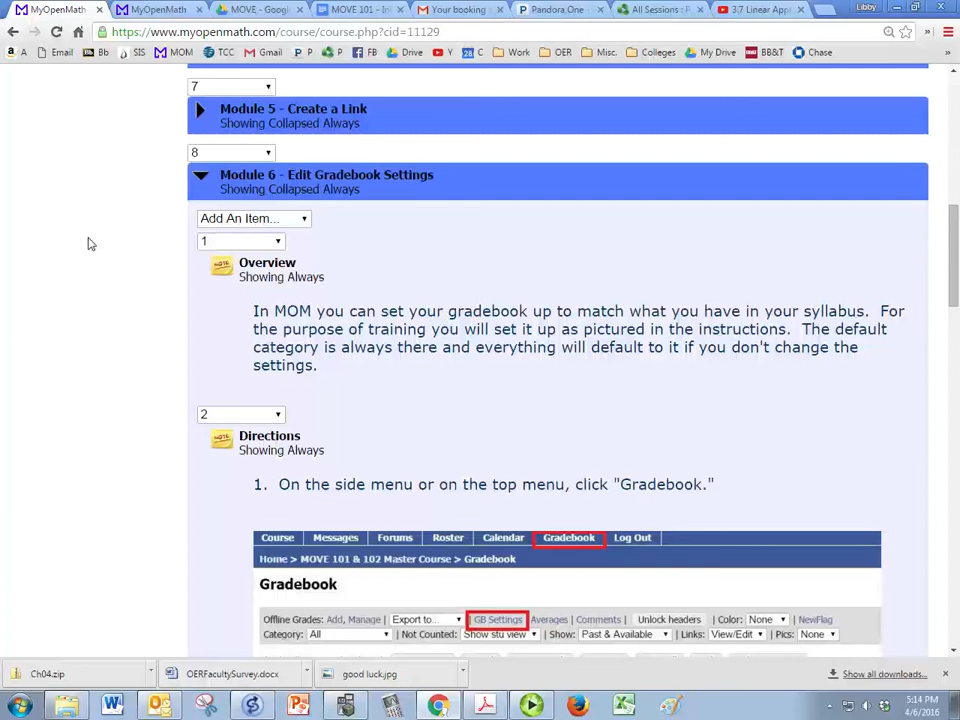 MyOpenMath
MyOpenMath
MOVE - Google
MOVE 101 - In
Your booking
Pandora One -
All Sessions
3.7 Linear App
Libby
https://www.myopenmath.com/course/course.php?cid=11129
A
Email
Bb
SIS
MOM
TCC
Gmail
P
P
FB
Drive
Y
C
Work
OER
Misc.
Colleges
My Drive
BB&T
Chase
7
Module 5 - Create a Link
Showing Collapsed Always
8
Module 6 - Edit Gradebook Settings
Showing Collapsed Always
Add An Item...
1
NOTE
Overview
Showing Always
In MOM you can set your gradebook up to match what you have in your syllabus. For
the purpose of training you will set it up as pictured in the instructions. The default
category is always there and everything will default to it if you don't change the
settings.
2
NOTE
Directions
Showing Always
1. On the side menu or on the top menu, click "Gradebook."
Course Messages Forums Roster Calendar Gradebook Log Out
Home > MOVE 101 & 102 Master Course > Gradebook
Gradebook
Offline Grades: Add, Manage | Export to... | GB Settings | Averages | Comments | Unlock headers | Color: None | NewFlag
Category: All | Not Counted: Show stu view | Show: Past & Available | Links: View/Edit | Pics: None
Ch04.zip
OERFacultySurvey.docx
good luck.jpg
Show all downloads...
5:14 PM
4/6/2016